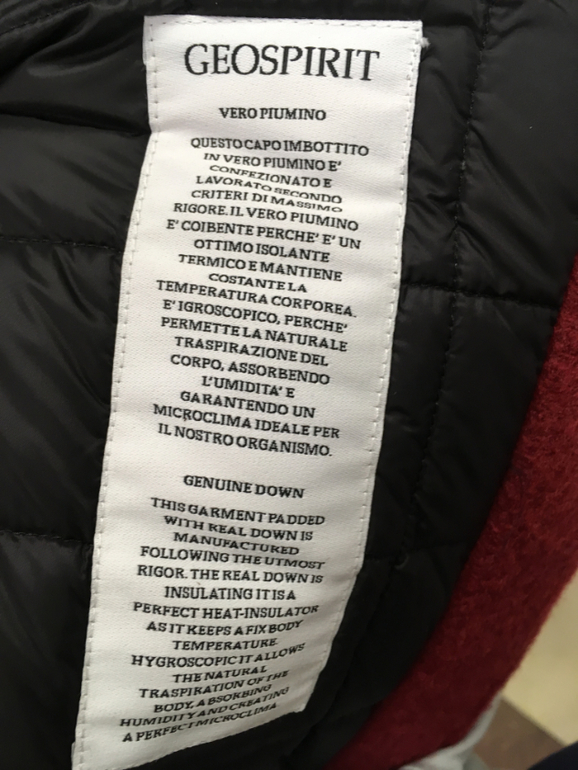 GEOSPIRIT
VERO PIUMINO
QUESTO CAPO IMBOTTITO
IN VERO PIUMINO E'
CONFEZIONATO E
LAVORATO SECONDO
CRITERI DI MASSIMO
RIGORE. IL VERO PIUMINO
E' COIBENTE PERCHE' E' UN
OTTIMO ISOLANTE
TERMICO E MANTIENE
COSTANTE LA
TEMPERATURA CORPOREA.
E' IGROSCOPICO, PERCHE'
PERMETTE LA NATURALE
TRASPIRAZIONE DEL
CORPO, ASSORBENDO
L'UMIDITA' E
GARANTENDO UN
MICROCLIMA IDEALE PER
IL NOSTRO ORGANISMO.
GENUINE DOWN
THIS GARMENT PADDED
WITH REAL DOWN IS
MANUFACTURED
FOLLOWING THE UTMOST
RIGOR. THE REAL DOWN IS
INSULATING IT IS A
PERFECT HEAT-INSULATOR
AS IT KEEPS A FIX BODY
TEMPERATURE.
HYGROSCOPIC IT ALLOWS
THE NATURAL
TRASPIRATION OF THE
BODY, ABSORBING
HUMIDITY AND CREATING
A PERFECT MICROCLIMA